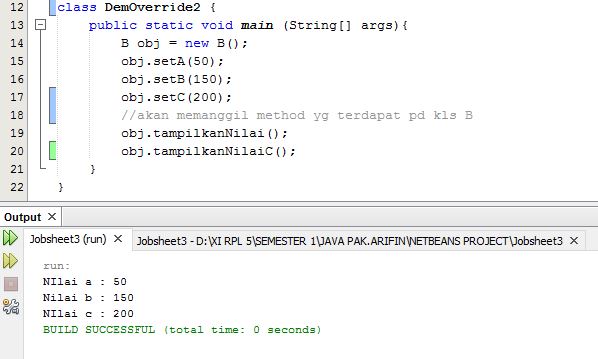 12 class DemOverride2 {
13 public static void main (String[] args){
14 B obj = new B();
15 obj.setA(50);
16 obj.setB(150);
17 obj.setC(200);
18 //akan memanggil method yg terdapat pd kls B
19 obj.tampilkanNilai();
20 obj.tampilkanNilaiC();
21 }
22 }
Output
Jobsheet3 (run) Jobsheet3 - D:\XI RPL 5\SEMESTER 1\JAVA PAK.ARIFIN\NETBEANS PROJECT\Jobsheet3
run:
NIlai a : 50
Nilai b : 150
NIlai c : 200
BUILD SUCCESSFUL (total time: 0 seconds)